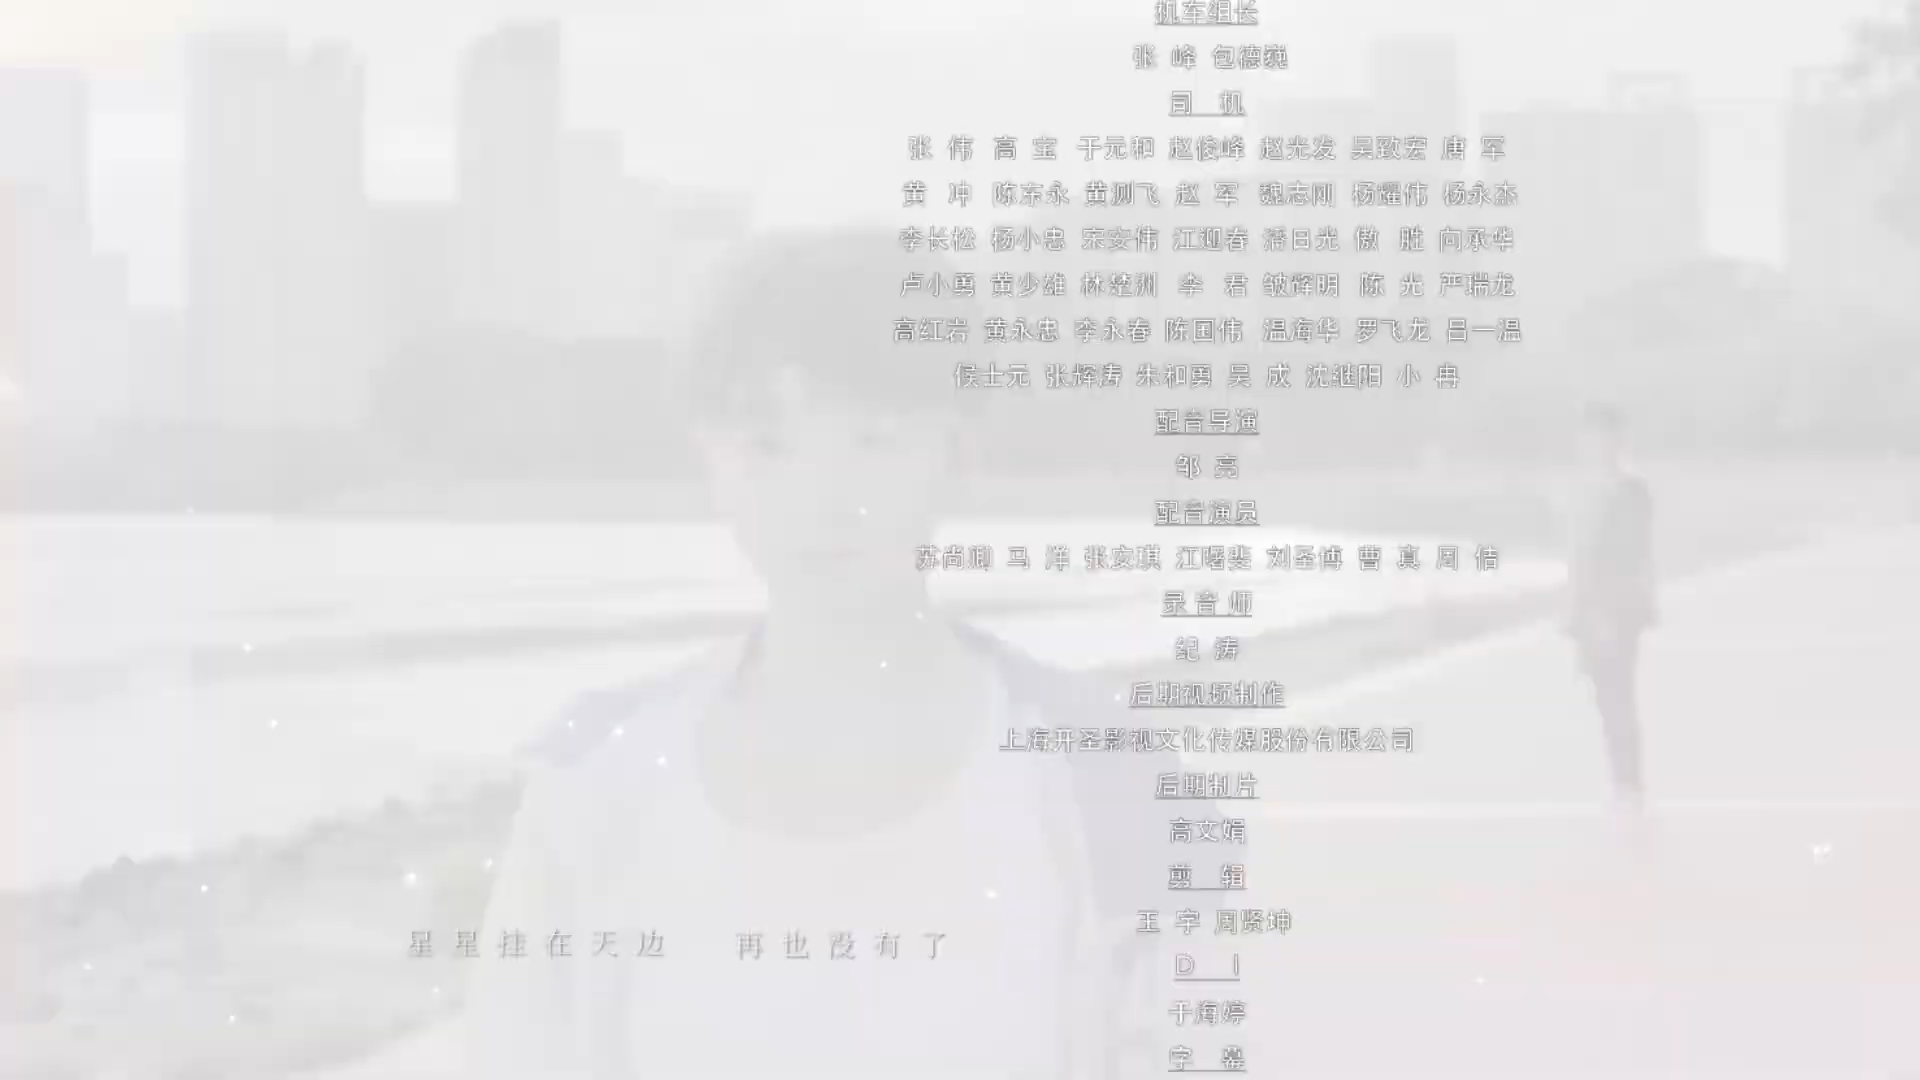 机车组长
张 峰 包德巍
司 机
张 伟 高 宝 于元和 赵俊峰 赵光发 吴致宏 唐 军
黄 冲 陈东永 黄测飞 赵 军 魏志刚 杨耀伟 杨永杰
李长松 杨小忠 宋安伟 江迎春 潘日光 傲 胜 向承华
卢小勇 黄少雄 林楚洲 李 君 皱辉明 陈 光 严瑞龙
高红岩 黄永忠 李永春 陈国伟 温海华 罗飞龙 吕一温
侯士元 张辉涛 朱和勇 吴 成 沈继阳 小 冉
配音导演
邹 亮
配音演员
苏尚卿 马 洋 张安琪 江曙斐 刘圣博 曹 真 周 佶
录 音 师
纪 涛
后期视频制作
上海开圣影视文化传媒股份有限公司
后期制片
高文娟
剪 辑
王 宇 周贤坤
星星挂在天边 再也没有了
D I
于海婷
字 幕